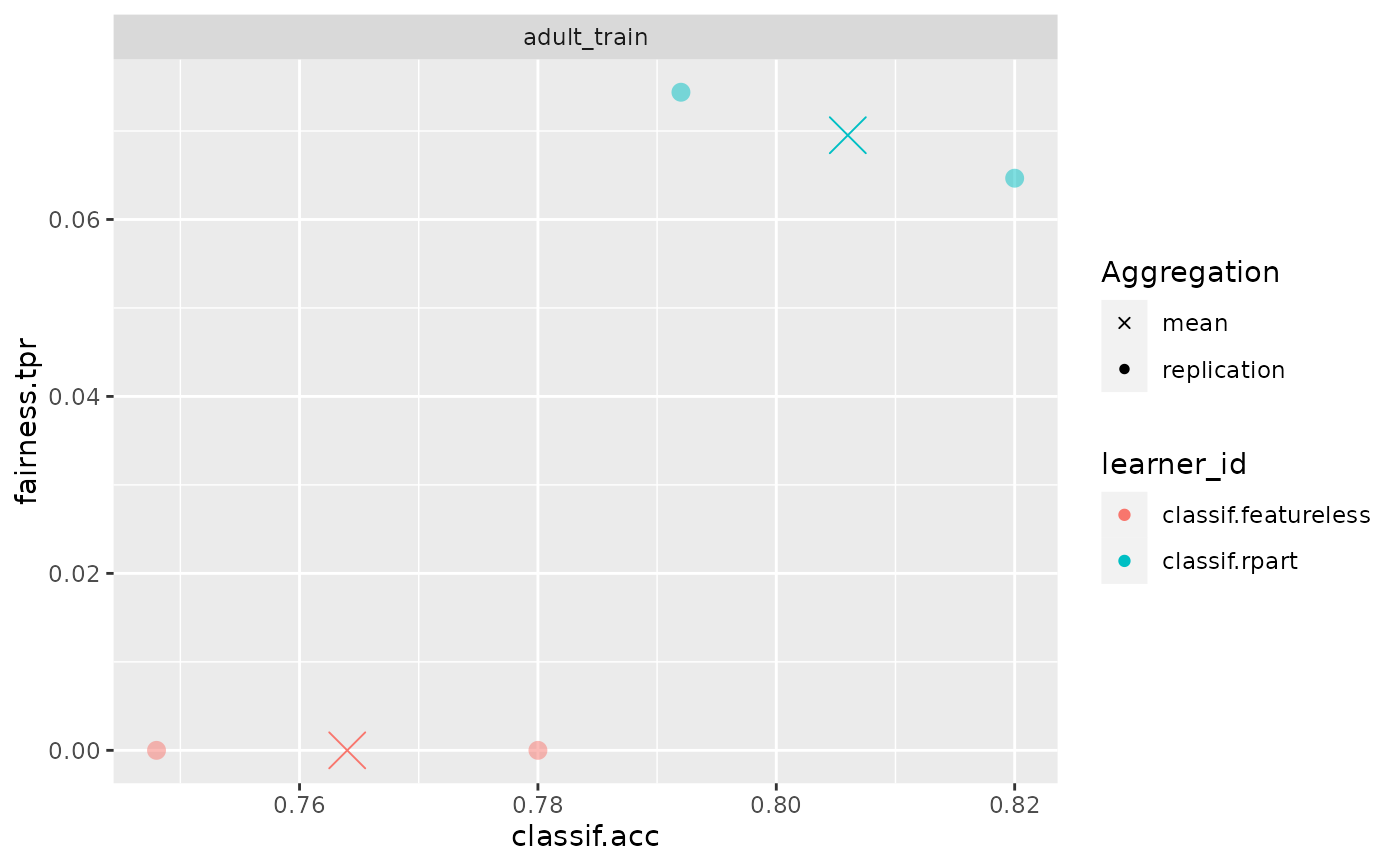 adult_train
fairness.tpr
0.06
0.04
0.02
0.00
0.76
0.78
0.80
0.82
classif.acc
Aggregation
mean
replication
learner_id
classif.featureless
classif.rpart